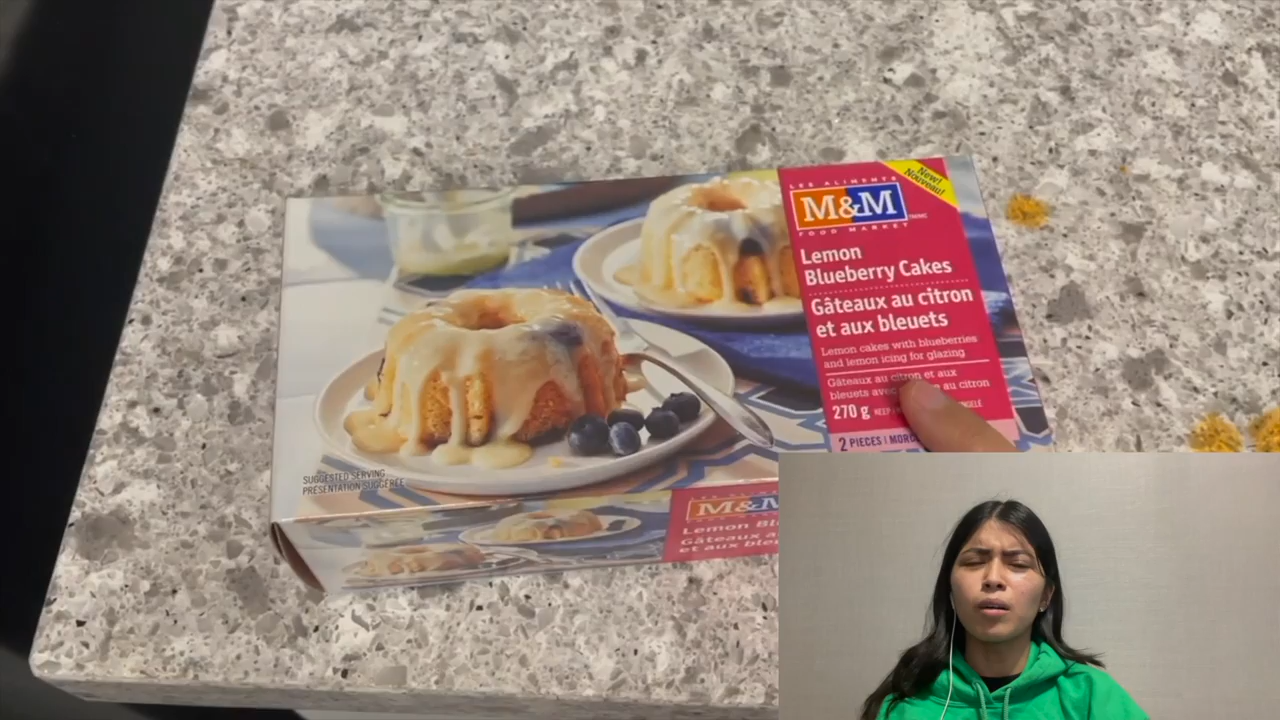 New!
Nouveau!
LES ALIMENTS
M&M
FOOD MARKET
Lemon
Blueberry Cakes
Gâteaux au citron
et aux bleuets
Lemon cakes with blueberries
and lemon icing for glazing
Gâteaux au citron et aux
bleuets au citron
270 g
2 PIECES |
SUGGESTED SERVING
PRÉSENTATION SUGGÉRÉE
M&M
Lemon
Gâteaux
et aux